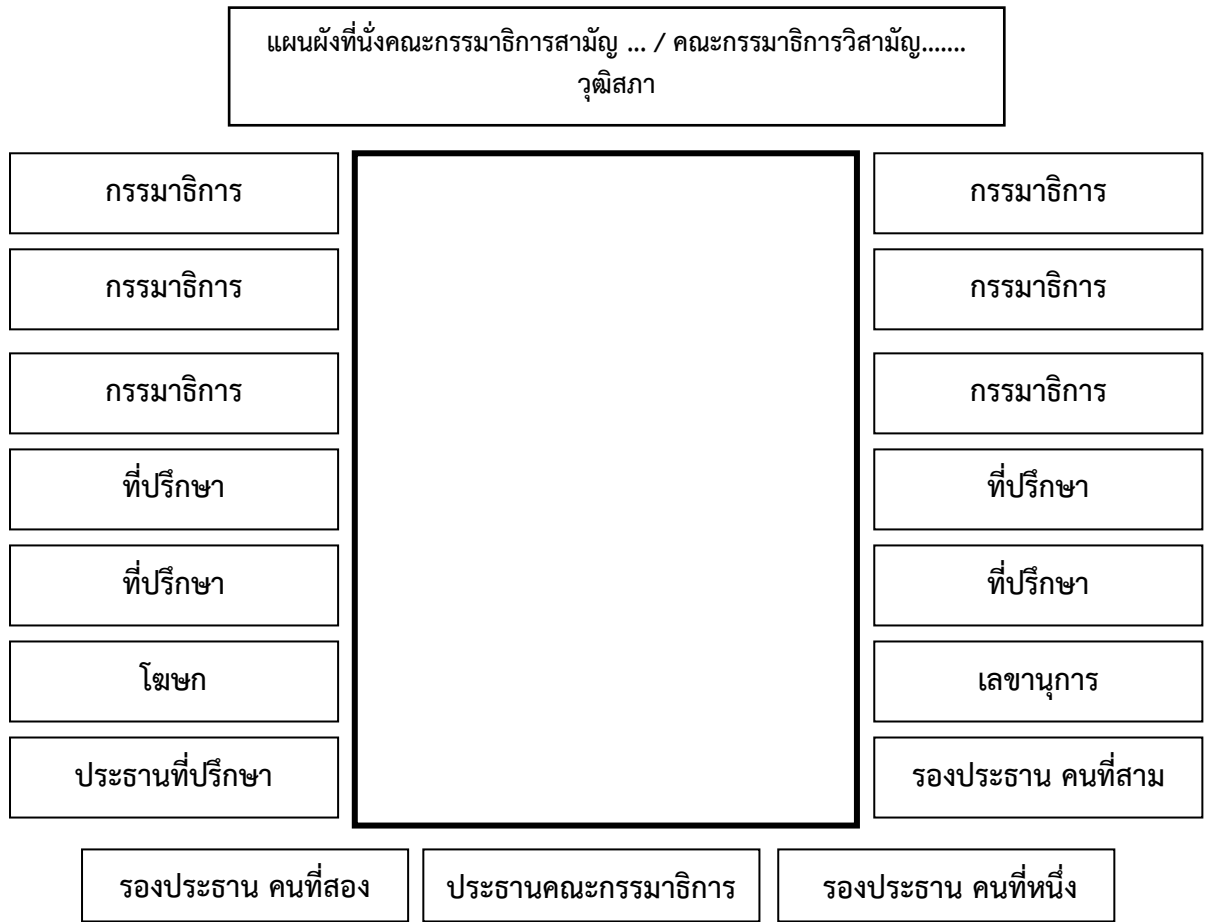 แผนผังที่นั่งคณะกรรมาธิการสามัญ ... / คณะกรรมาธิการวิสามัญ.......
วุฒิสภา
กรรมาธิการ
กรรมาธิการ
กรรมาธิการ
กรรมาธิการ
กรรมาธิการ
กรรมาธิการ
ที่ปรึกษา
ที่ปรึกษา
ที่ปรึกษา
ที่ปรึกษา
โฆษก
เลขานุการ
ประธานที่ปรึกษา
รองประธาน คนที่สาม
รองประธาน คนที่สอง
ประธานคณะกรรมาธิการ
รองประธาน คนที่หนึ่ง